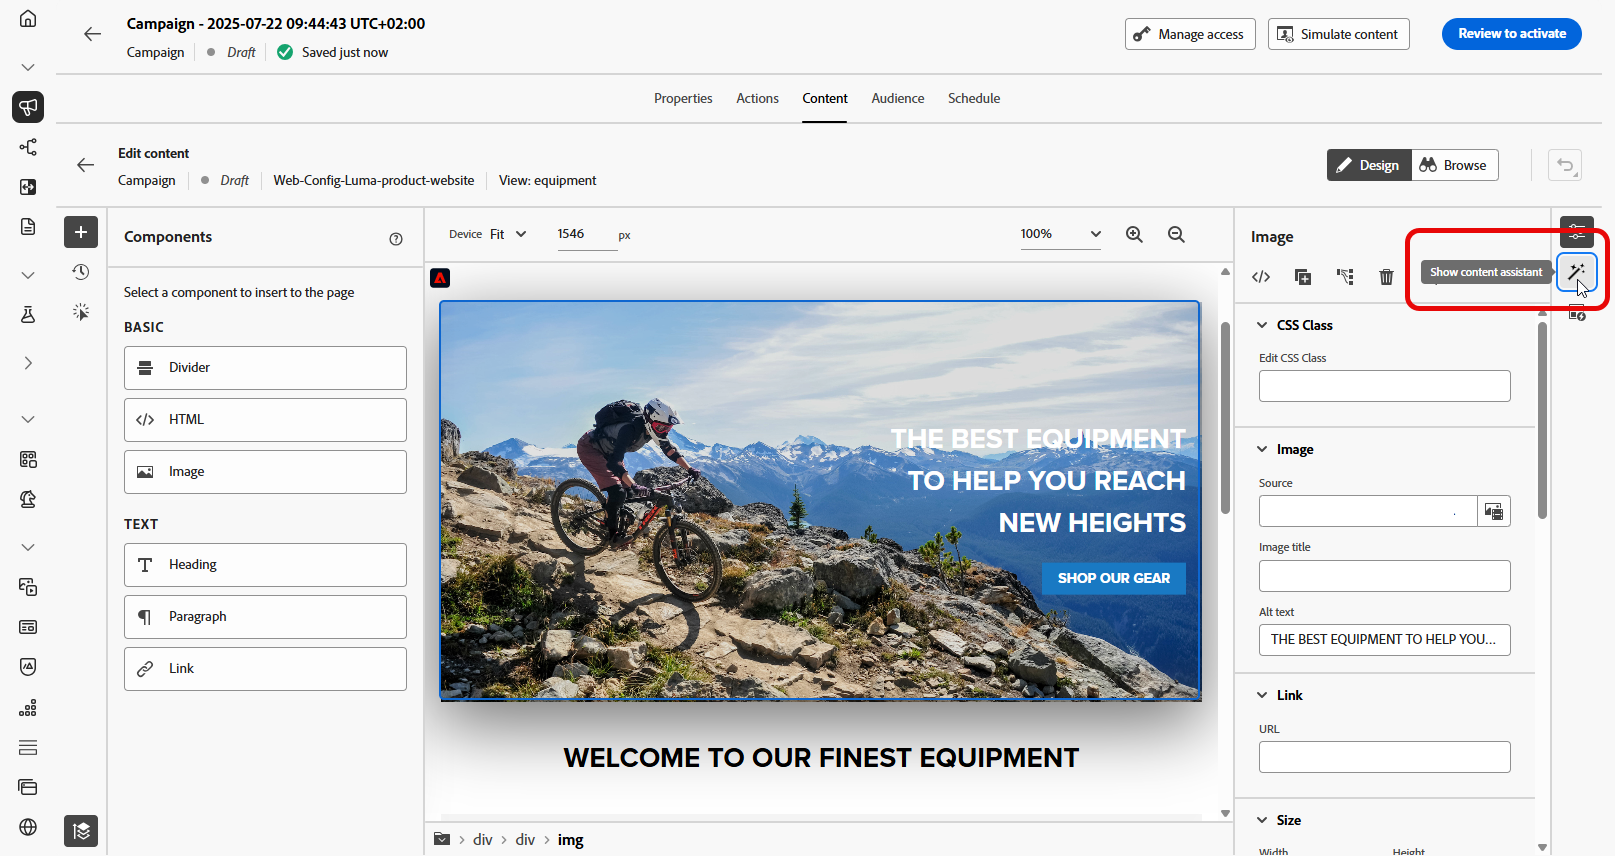 Campaign - 2025-07-22 09:44:43 UTC+02:00
Campaign Draft Saved just now
Manage access
Simulate content
Review to activate
Properties Actions Content Audience Schedule
Edit content
Campaign Draft Web-Config-Luma-product-website View: equipment
Design Browse
Components
Select a component to insert to the page
BASIC
Divider
HTML
Image
TEXT
Heading
Paragraph
Link
Device Fit 1546 px
100%
THE BEST EQUIPMENT
TO HELP YOU REACH
NEW HEIGHTS
SHOP OUR GEAR
WELCOME TO OUR FINEST EQUIPMENT
div > div > img
Image
Show content assistant
CSS Class
Edit CSS Class
Image
Source
Image title
Alt text
THE BEST EQUIPMENT TO HELP YOU...
Link
URL
Size
Width Height